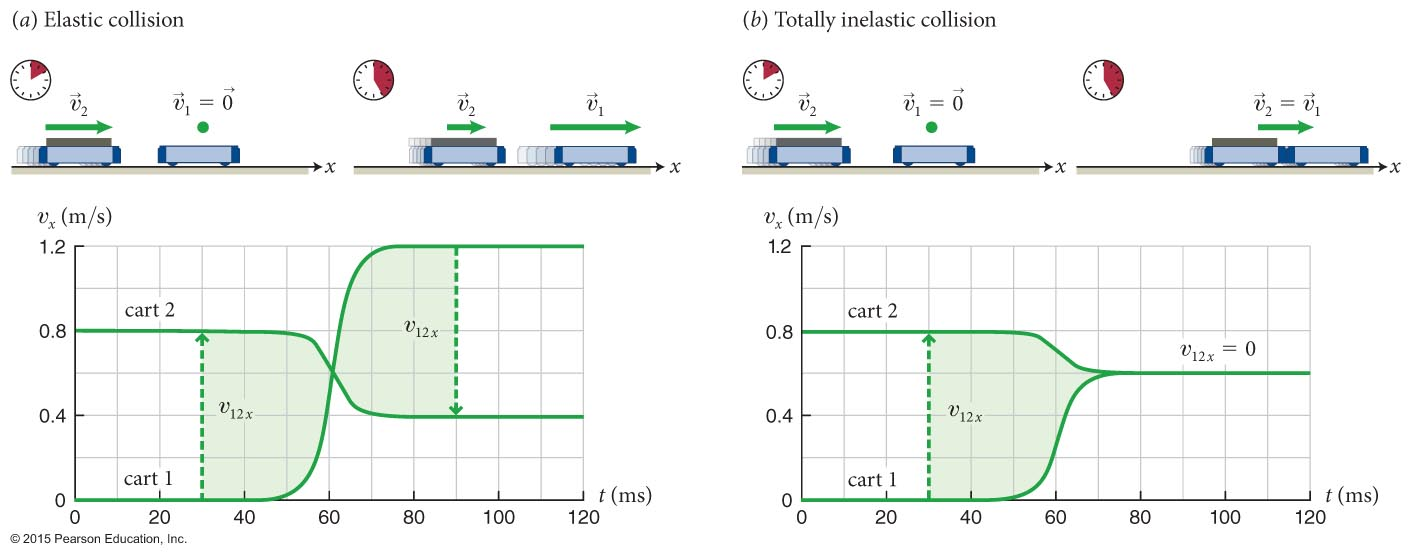 (a) Elastic collision
v⃗₂
v⃗₁ = 0⃗
v⃗₂
v⃗₁
x
x
vₓ (m/s)
1.2
0.8
0.4
0
cart 2
cart 1
v₁₂ₓ
v₁₂ₓ
t (ms)
0 20 40 60 80 100 120
© 2015 Pearson Education, Inc.
(b) Totally inelastic collision
v⃗₂
v⃗₁ = 0⃗
v⃗₂ = v⃗₁
x
x
vₓ (m/s)
1.2
0.8
0.4
0
cart 2
cart 1
v₁₂ₓ
v₁₂ₓ = 0
t (ms)
0 20 40 60 80 100 120